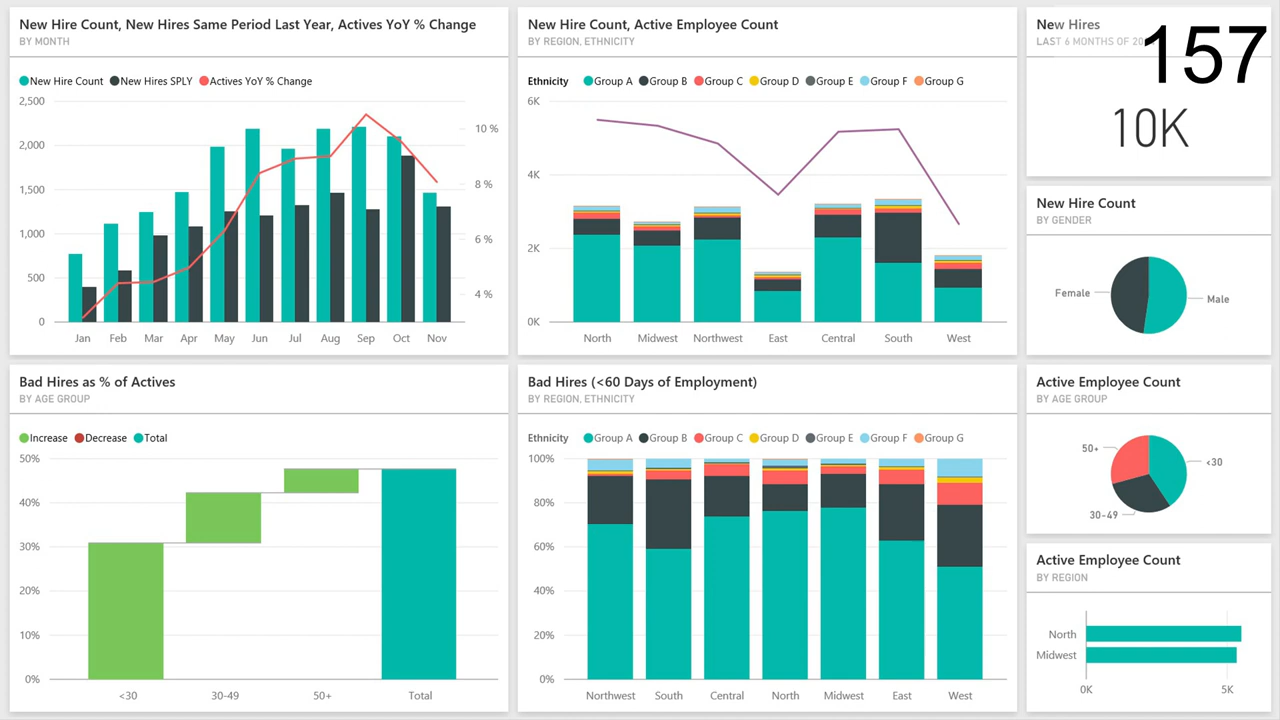 New Hire Count, New Hires Same Period Last Year, Actives YoY % Change
BY MONTH
New Hire Count New Hires SPLY Actives YoY % Change
2,500
2,000
1,500
1,000
500
0
10 %
8 %
6 %
4 %
Jan Feb Mar Apr May Jun Jul Aug Sep Oct Nov
New Hire Count, Active Employee Count
BY REGION, ETHNICITY
Ethnicity Group A Group B Group C Group D Group E Group F Group G
6K
4K
2K
0K
North Midwest Northwest East Central South West
New Hires
LAST 6 MONTHS OF
157
10K
New Hire Count
BY GENDER
Female
Male
Bad Hires as % of Actives
BY AGE GROUP
Increase Decrease Total
50%
40%
30%
20%
10%
0%
<30 30-49 50+ Total
Bad Hires (<60 Days of Employment)
BY REGION, ETHNICITY
Ethnicity Group A Group B Group C Group D Group E Group F Group G
100%
80%
60%
40%
20%
0%
Northwest South Central North Midwest East West
Active Employee Count
BY AGE GROUP
50+
<30
30-49
Active Employee Count
BY REGION
North
Midwest
0K 5K